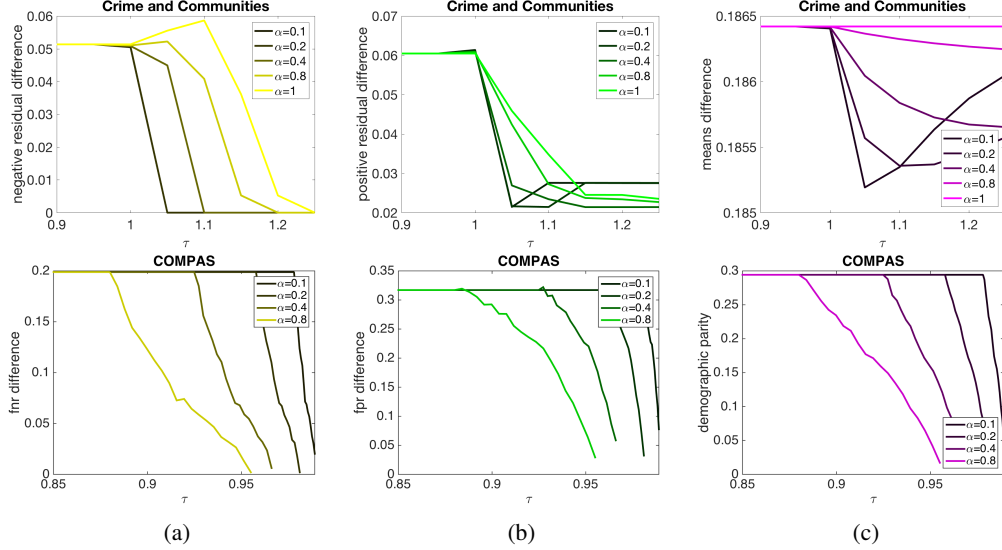 Crime and Communities
negative residual difference
0.07
0.06
0.05
0.04
0.03
0.02
0.01
0
0.9
1
1.1
1.2
τ
α=0.1
α=0.2
α=0.4
α=0.8
α=1
Crime and Communities
positive residual difference
0.07
0.06
0.05
0.04
0.03
0.02
0.9
1
1.1
1.2
τ
α=0.1
α=0.2
α=0.4
α=0.8
α=1
Crime and Communities
means difference
0.1865
0.186
0.1855
0.185
0.9
1
1.1
1.2
τ
α=0.1
α=0.2
α=0.4
α=0.8
α=1
COMPAS
fnr difference
0.2
0.15
0.1
0.05
0
0.85
0.9
0.95
τ
α=0.1
α=0.2
α=0.4
α=0.8
COMPAS
fpr difference
0.35
0.3
0.25
0.2
0.15
0.1
0.05
0
0.85
0.9
0.95
τ
α=0.1
α=0.2
α=0.4
α=0.8
COMPAS
demographic parity
0.3
0.25
0.2
0.15
0.1
0.05
0
0.85
0.9
0.95
τ
α=0.1
α=0.2
α=0.4
α=0.8
(a)
(b)
(c)